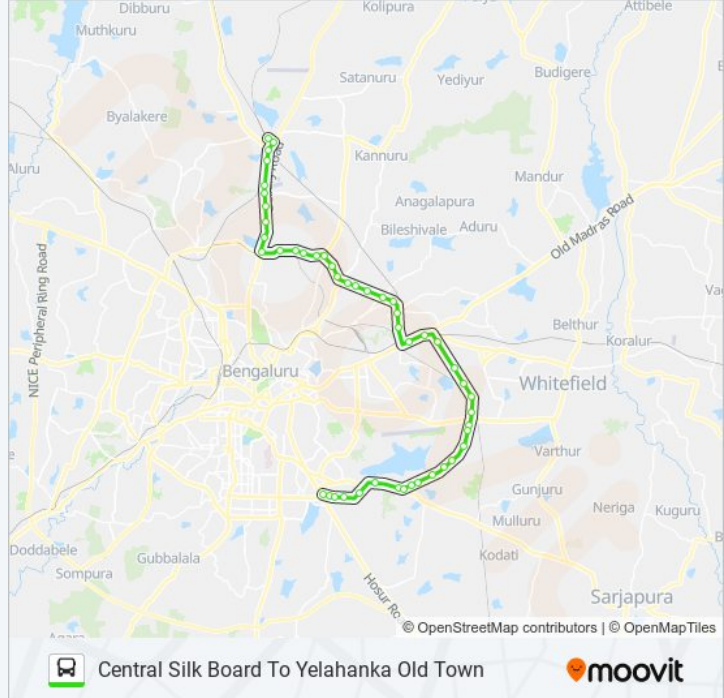 Dibburu
Kolipura
Attibele
Muthkuru
Satanuru
Yediyur
Budigere
Byalakere
Kannuru
Aluru
Mandur
Anagalapura
Bileshivale
Aduru
Old Madras Road
NICE Peripheral Ring Road
Belthur
Koralur
Bengaluru
Whitefield
Varthur
Gunjuru
Neriga
Kuguru
Mulluru
Doddabele
Gubbalala
Kodati
Sompura
Hosur Ro
Sarjapura
© OpenStreetMap contributors | © OpenMapTiles
Central Silk Board To Yelahanka Old Town
moovit